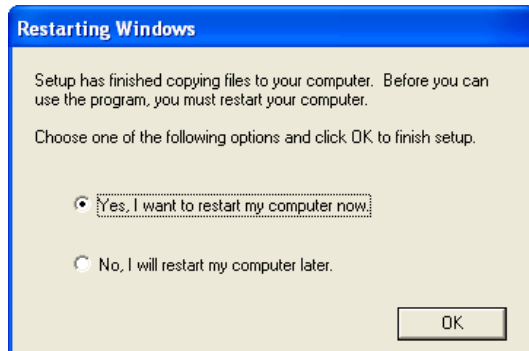 Restarting Windows
Setup has finished copying files to your computer. Before you can
use the program, you must restart your computer.
Choose one of the following options and click OK to finish setup.
Yes, I want to restart my computer now.
No, I will restart my computer later.
OK